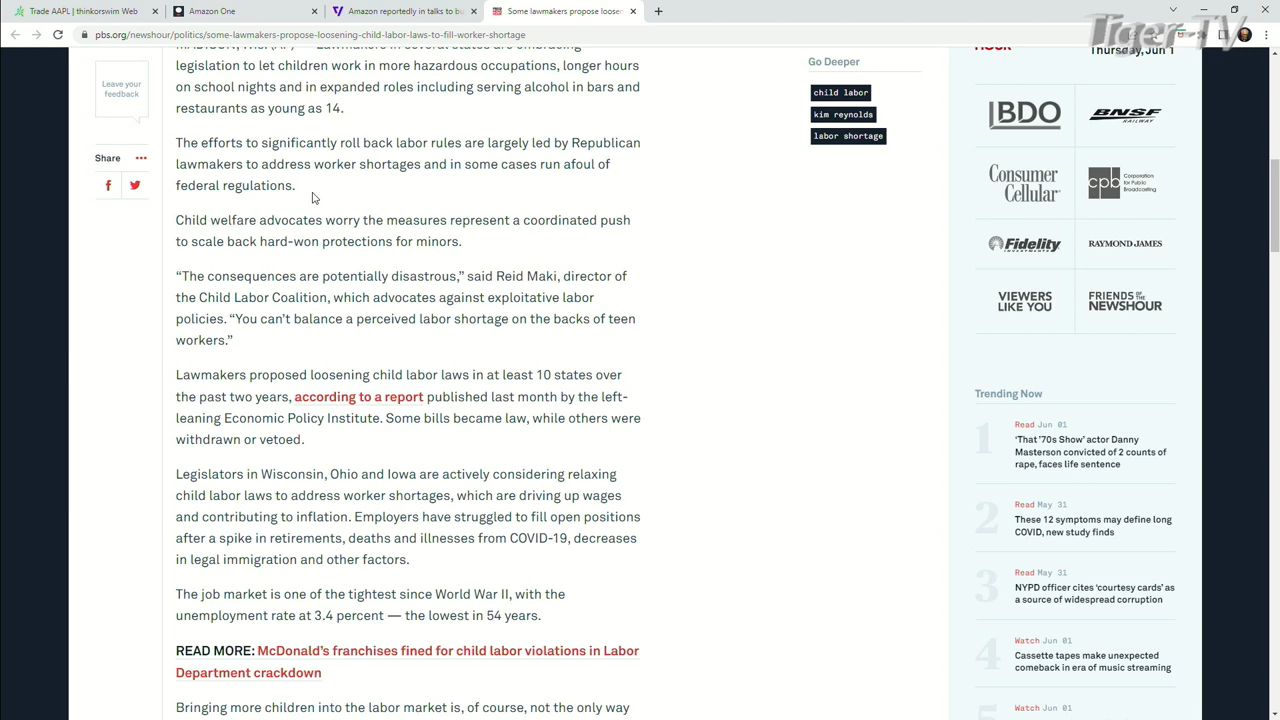 Trade AAPL | thinkorswim Web
Amazon One
Amazon reportedly in talks to bu
Some lawmakers propose loosen
Tiger-TV
pbs.org/newshour/politics/some-lawmakers-propose-loosening-child-labor-laws-to-fill-worker-shortage
MADISON, Wis. (AP) — Lawmakers in several states are embracing
legislation to let children work in more hazardous occupations, longer hours
on school nights and in expanded roles including serving alcohol in bars and
restaurants as young as 14.
The efforts to significantly roll back labor rules are largely led by Republican
lawmakers to address worker shortages and in some cases run afoul of
federal regulations.
Child welfare advocates worry the measures represent a coordinated push
to scale back hard-won protections for minors.
“The consequences are potentially disastrous,” said Reid Maki, director of
the Child Labor Coalition, which advocates against exploitative labor
policies. “You can’t balance a perceived labor shortage on the backs of teen
workers.”
Lawmakers proposed loosening child labor laws in at least 10 states over
the past two years, according to a report published last month by the left-
leaning Economic Policy Institute. Some bills became law, while others were
withdrawn or vetoed.
Legislators in Wisconsin, Ohio and Iowa are actively considering relaxing
child labor laws to address worker shortages, which are driving up wages
and contributing to inflation. Employers have struggled to fill open positions
after a spike in retirements, deaths and illnesses from COVID-19, decreases
in legal immigration and other factors.
The job market is one of the tightest since World War II, with the
unemployment rate at 3.4 percent — the lowest in 54 years.
READ MORE: McDonald’s franchises fined for child labor violations in Labor
Department crackdown
Bringing more children into the labor market is, of course, not the only way
Leave your
feedback
Share
Go Deeper
child labor
kim reynolds
labor shortage
Thursday, Jun 1
BDO
BNSF
RAILWAY
Consumer
Cellular
cpb
Corporation
for Public
Broadcasting
Fidelity
INVESTMENTS
RAYMOND JAMES
VIEWERS
LIKE YOU
FRIENDS OF THE
NEWSHOUR
Trending Now
1
Read Jun 01
‘That ’70s Show’ actor Danny
Masterson convicted of 2 counts of
rape, faces life sentence
2
Read May 31
These 12 symptoms may define long
COVID, new study finds
3
Read May 31
NYPD officer cites ‘courtesy cards’ as
a source of widespread corruption
4
Watch Jun 01
Cassette tapes make unexpected
comeback in era of music streaming
5
Watch Jun 01